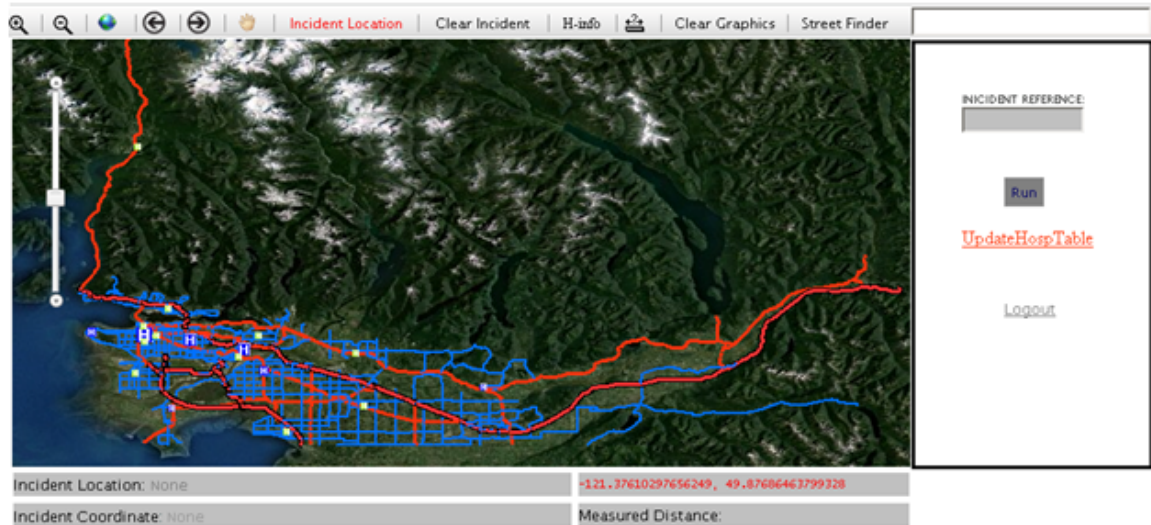 Incident Location Clear Incident H-info ? Clear Graphics Street Finder
INICIDENT REFERENCE:
Run
UpdateHospTable
Logout
H
H
H
H
H
H
H
Incident Location: None
-121.37610297656249, 49.87686463799328
Incident Coordinate: None
Measured Distance: